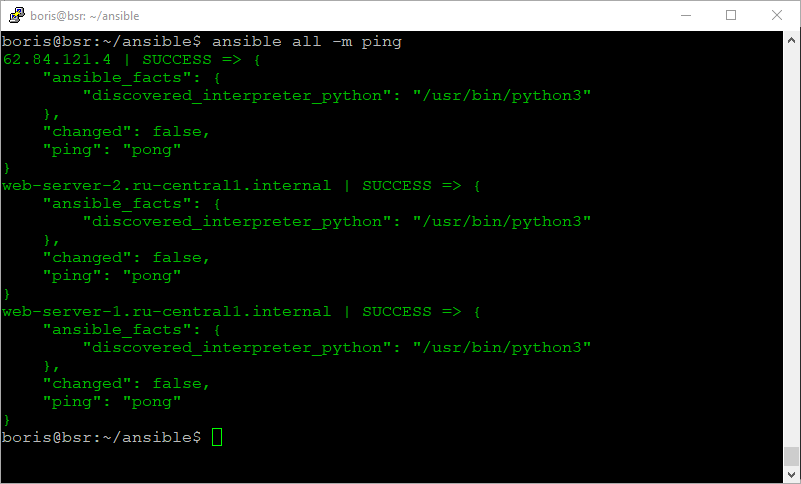 boris@bsr: ~/ansible
boris@bsr:~/ansible$ ansible all -m ping
62.84.121.4 | SUCCESS => {
    "ansible_facts": {
        "discovered_interpreter_python": "/usr/bin/python3"
    },
    "changed": false,
    "ping": "pong"
}
web-server-2.ru-central1.internal | SUCCESS => {
    "ansible_facts": {
        "discovered_interpreter_python": "/usr/bin/python3"
    },
    "changed": false,
    "ping": "pong"
}
web-server-1.ru-central1.internal | SUCCESS => {
    "ansible_facts": {
        "discovered_interpreter_python": "/usr/bin/python3"
    },
    "changed": false,
    "ping": "pong"
}
boris@bsr:~/ansible$